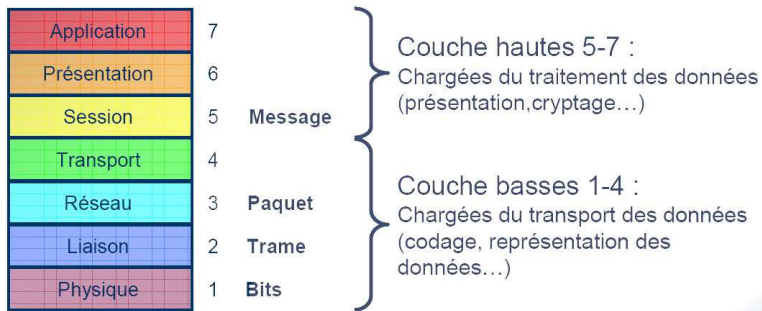 Application 7
Présentation 6
Session 5 Message
Transport 4
Réseau 3 Paquet
Liaison 2 Trame
Physique 1 Bits
Couche hautes 5-7 :
Chargées du traitement des données
(présentation,cryptage…)
Couche basses 1-4 :
Chargées du transport des données
(codage, représentation des
données…)